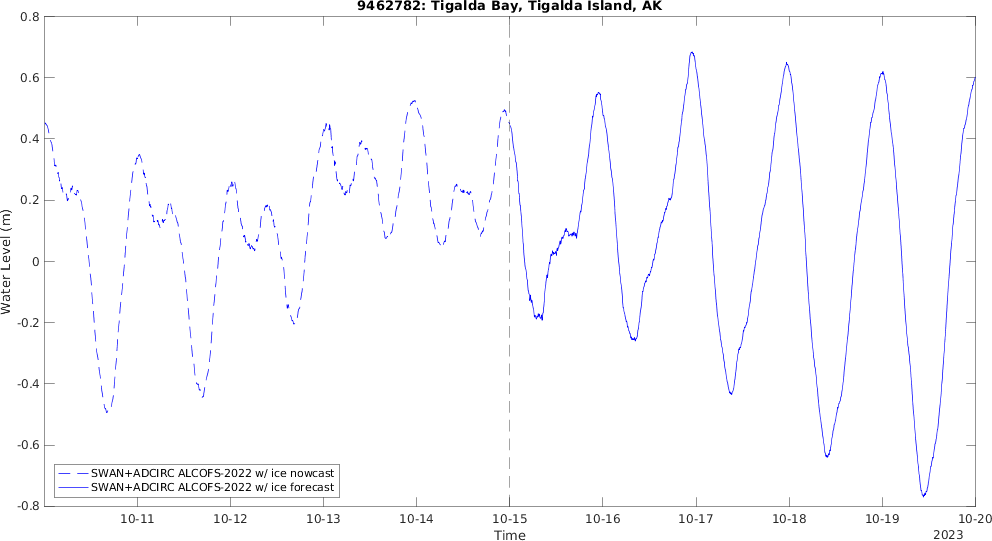 9462782: Tigalda Bay, Tigalda Island, AK
0.8
0.6
0.4
0.2
0
-0.2
-0.4
-0.6
-0.8
Water Level (m)
SWAN+ADCIRC ALCOFS-2022 w/ ice nowcast
SWAN+ADCIRC ALCOFS-2022 w/ ice forecast
10-11 10-12 10-13 10-14 10-15 10-16 10-17 10-18 10-19 10-20
Time
2023